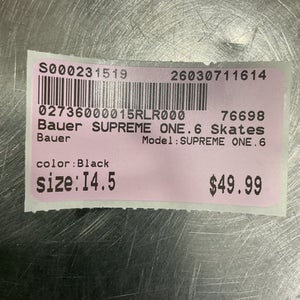 S000231519 26030711614
02736000015RLR000 76698
Bauer SUPREME ONE.6 Skates
Bauer Model:SUPREME ONE.6
color:Black
size:I4.5 $49.99